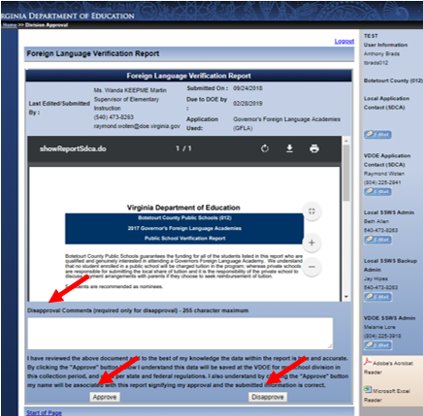 VIRGINIA DEPARTMENT OF EDUCATION
Home >> Division Approval
Logout
Foreign Language Verification Report
Foreign Language Verification Report
Last Edited/Submitted By :
Ms. Wanda KEEPME Martin
Supervisor of Elementary
Instruction
(540) 473-8263
raymond.woten@doe.virginia.gov
Submitted On : 09/24/2018
Due to DOE by : 02/28/2019
Application Used: Governor's Foreign Language Academies (GFLA)
showReportSdca.do
1 / 1
Virginia Department of Education
Botetourt County Public Schools (012)
2017 Governor's Foreign Language Academies
Public School Verification Report
Botetourt County Public Schools guarantees the funding for all of the students listed in this report who are
qualified and genuinely interested in attending a Governors Foreign Language Academy. We understand
that no student enrolled in a public school will be charged tuition in the program; whereas private schools
are responsible for submitting the local share of tuition and it is the responsibility of the private school to
discuss payment arrangements with parents if they choose to seek reimbursement of tuition.
students are recommended as nominees.
Disapproval Comments (required only for disapproval) - 255 character maximum
I have reviewed the above document and to the best of my knowledge the data within the report is true and accurate.
By clicking the "Approve" button below I understand this data will be saved at the VDOE for my school division in
this collection period, and as per state and federal regulations. I also understand by clicking the "Approve" button
my name will be associated with this report signifying my approval and the submitted information is correct.
Approve
Disapprove
Start of Page
TEST
User Information
Anthony Brads
tbrads012
Botetourt County (012)
Local Application
Contact (SDCA)
E-Mail
VDOE Application
Contact (SDCA)
Raymond Woten
(804) 225-2841
E-Mail
Local SSWS Admin
Beth Allen
540-473-8263
E-Mail
Local SSWS Backup
Admin
Jay Hipes
540-473-8263
E-Mail
VDOE SSWS Admin
Melanie Lore
(804) 225-0918
E-Mail
Adobe's Acrobat
Reader
Microsoft Excel
Reader